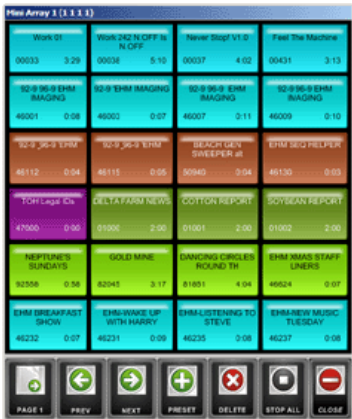 Mini Array 1 (1 1 1 1)
Work 01
00033 3:29
Work 242 N.OFF Is
N.OFF
00038 5:10
Never Stop! V1.0
00037 4:02
Feel The Machine
00431 3:13
92-9 96-9 EHM
IMAGING
46001 0:08
92-9 'EHM IMAGING
46003 0:07
92-9 '96-9 EHM
IMAGING
46007 0:11
92-9 96-9 EHM
IMAGING
46009 0:10
92-9 ,96-9 'EHM
46112 0:04
92-9 ,96-9 'EHM
46115 0:05
BEACH GEN
SWEEPER alt
50940 0:04
EHM SEQ HELPER
46130 0:03
TOH Legal IDs
47000 0:00
DELTA FARM NEWS
01000 2:00
COTTON REPORT
01001 2:00
SOYBEAN REPORT
01002 2:00
NEPTUNE'S
SUNDAYS
92558 0:58
GOLD MINE
82045 3:17
DANCING CIRCLES
ROUND TH
81851 4:04
EHM XMAS STAFF
LINERS
46624 0:07
EHM BREAKFAST
SHOW
46232 0:07
EHM-WAKE UP
WITH HARRY
46231 0:09
EHM-LISTENING TO
STEVE
46235 0:08
EHM-NEW MUSIC
TUESDAY
46237 0:08
PAGE 1
PREV
NEXT
PRESET
DELETE
STOP ALL
CLOSE